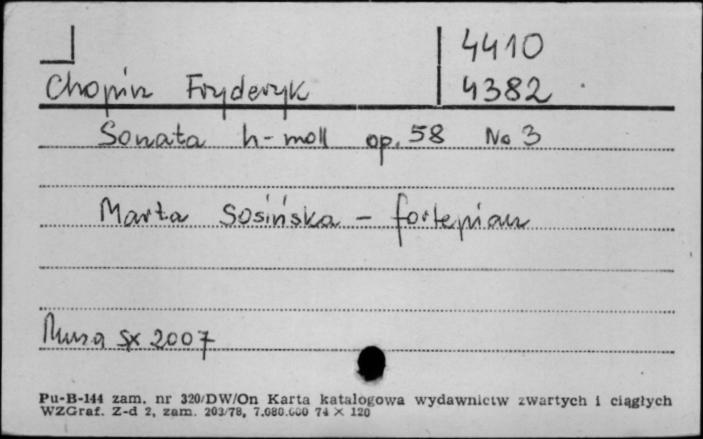 4410
Chopin Fryderyk 4382
Sonata h-moll op. 58 No 3
Marta Sosińska - fortepian
Muza sx 2007
Pu-B-144 zam. nr 320/DW/On Karta katalogowa wydawnictw zwartych i ciągłych
WZGraf. Z-d 2, zam. 203/78, 7.080.000 74 × 120